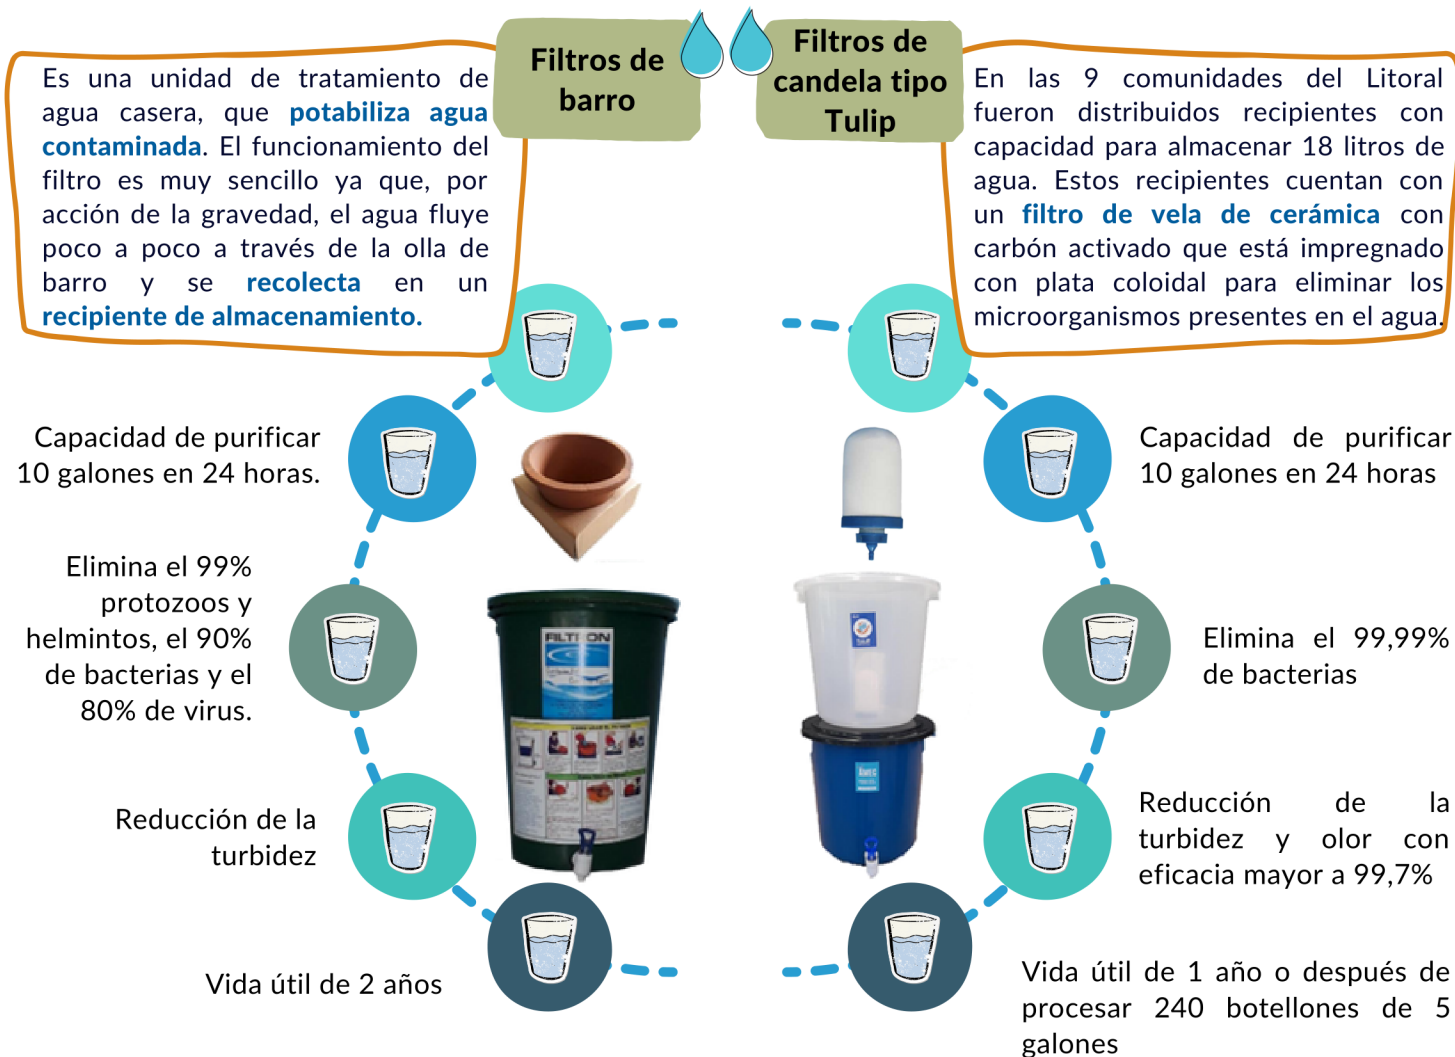 Filtros de
barro
Es una unidad de tratamiento de
agua casera, que potabiliza agua
contaminada. El funcionamiento del
filtro es muy sencillo ya que, por
acción de la gravedad, el agua fluye
poco a poco a través de la olla de
barro y se recolecta en un
recipiente de almacenamiento.
Capacidad de purificar
10 galones en 24 horas.
Elimina el 99%
protozoos y
helmintos, el 90%
de bacterias y el
80% de virus.
Reducción de la
turbidez
Vida útil de 2 años
FILTRON
Filtros de
candela tipo
Tulip
En las 9 comunidades del Litoral
fueron distribuidos recipientes con
capacidad para almacenar 18 litros de
agua. Estos recipientes cuentan con
un filtro de vela de cerámica con
carbón activado que está impregnado
con plata coloidal para eliminar los
microorganismos presentes en el agua.
Capacidad de purificar
10 galones en 24 horas
Elimina el 99,99%
de bacterias
Reducción de la
turbidez y olor con
eficacia mayor a 99,7%
Vida útil de 1 año o después de
procesar 240 botellones de 5
galones